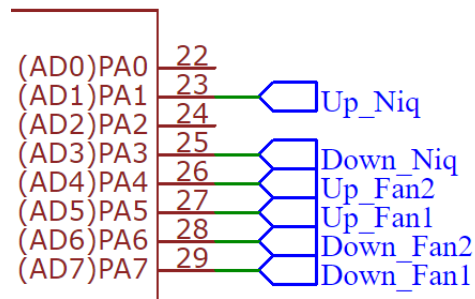 (AD0)PA0 22
(AD1)PA1 23 Up_Niq
(AD2)PA2 24
(AD3)PA3 25 Down_Niq
(AD4)PA4 26 Up_Fan2
(AD5)PA5 27 Up_Fan1
(AD6)PA6 28 Down_Fan2
(AD7)PA7 29 Down_Fan1